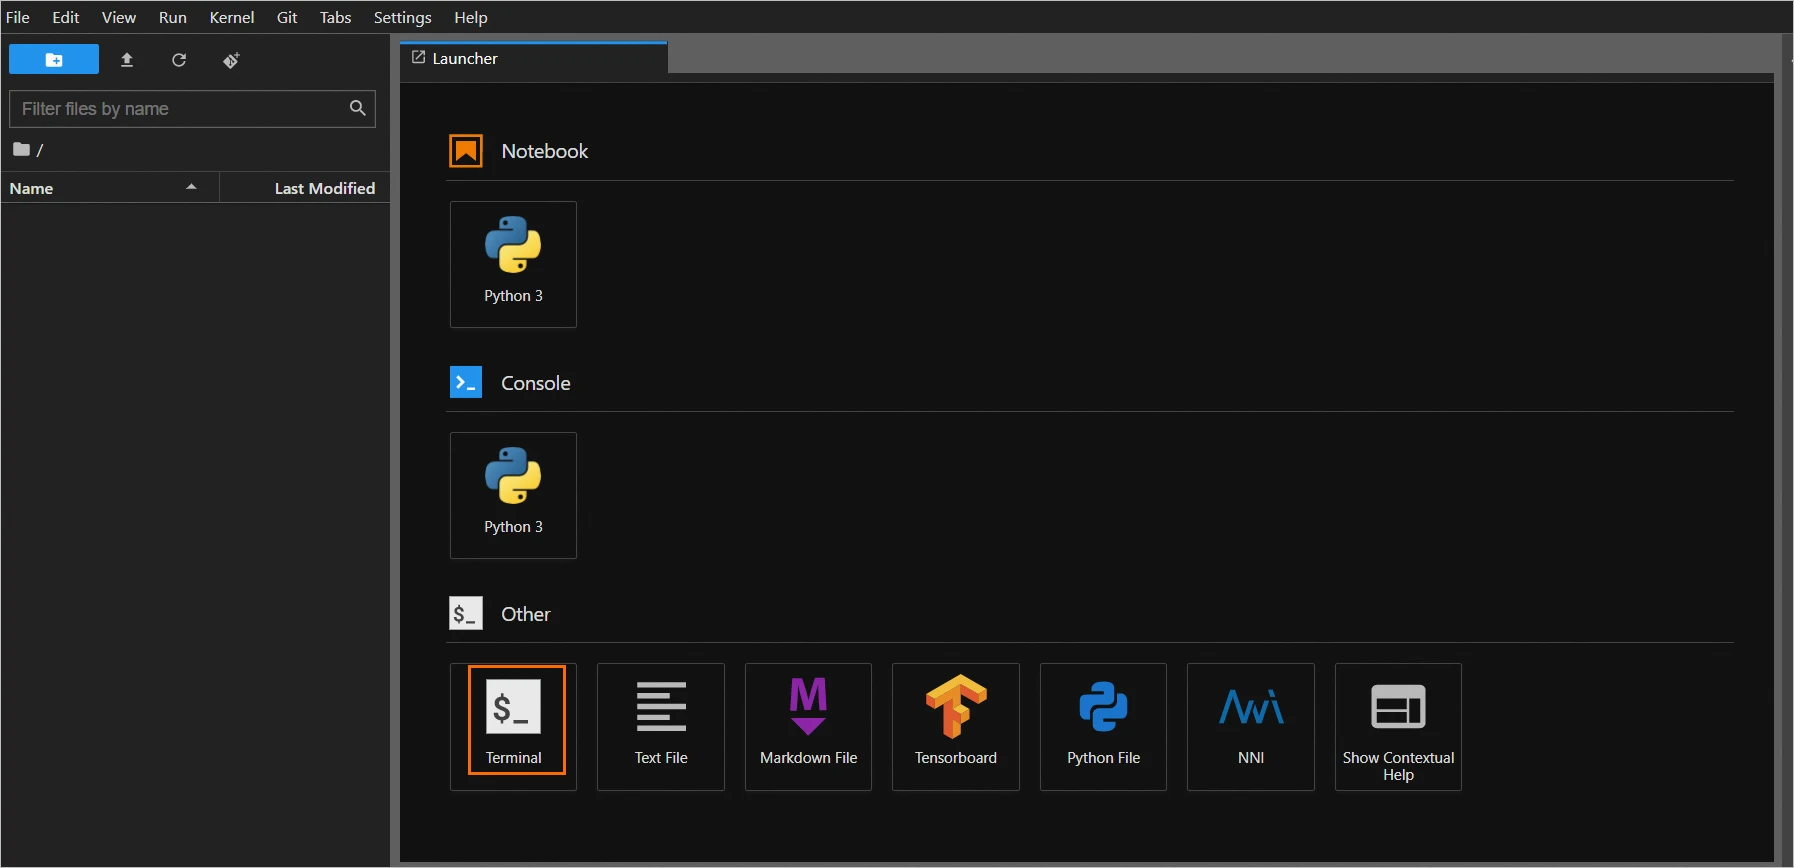 File Edit View Run Kernel Git Tabs Settings Help
Launcher
Filter files by name
/
Name Last Modified
Notebook
Python 3
Console
Python 3
$_ Other
$_
Terminal Text File Markdown File Tensorboard Python File NNI Show Contextual
Help